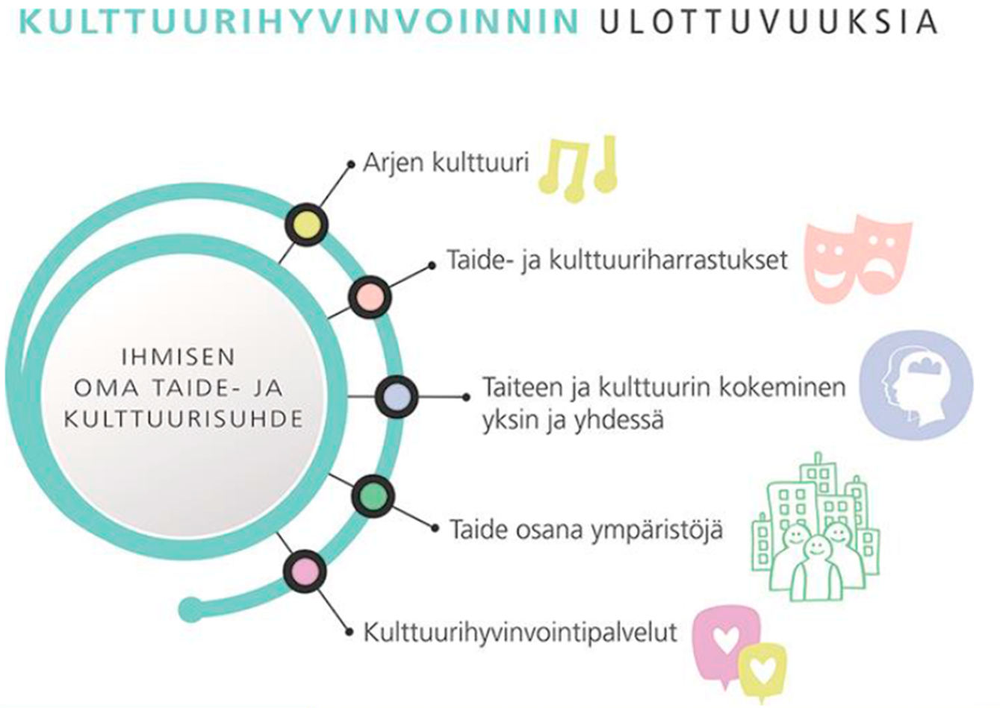 KULTTUURIHYVINVOINNIN ULOTTUVUUKSIA
Arjen kulttuuri
Taide- ja kulttuuriharrastukset
IHMISEN
OMA TAIDE- JA
KULTTUURISUHDE
Taiteen ja kulttuurin kokeminen
yksin ja yhdessä
Taide osana ympäristöjä
Kulttuurihyvinvointipalvelut